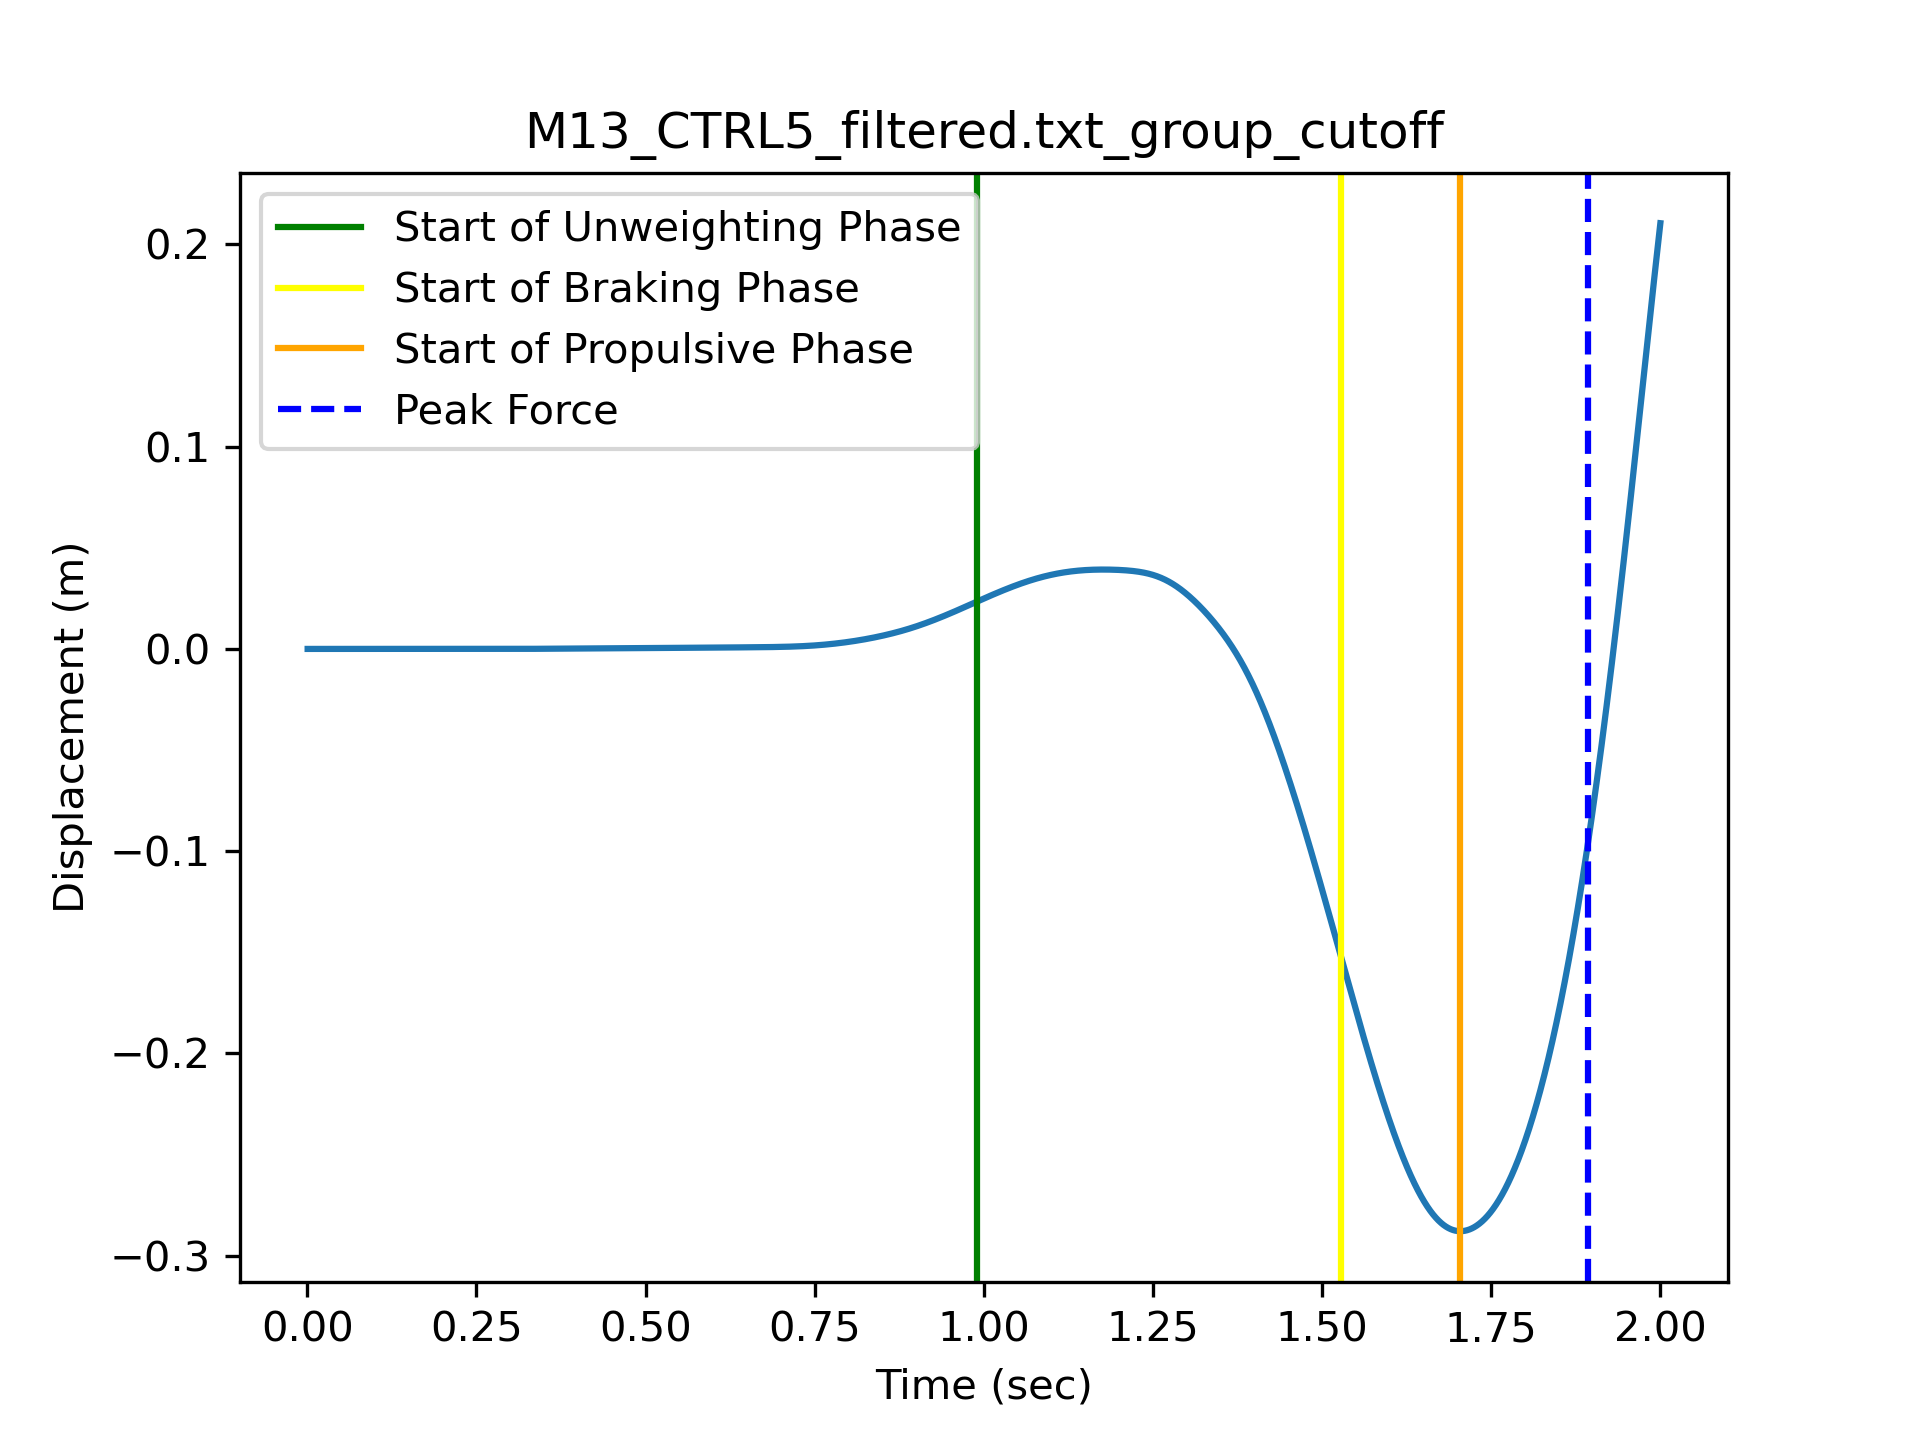 M13_CTRL5_filtered.txt_group_cutoff
Start of Unweighting Phase
Start of Braking Phase
Start of Propulsive Phase
Peak Force
Displacement (m)
0.2
0.1
0.0
−0.1
−0.2
−0.3
0.00 0.25 0.50 0.75 1.00 1.25 1.50 1.75 2.00
Time (sec)